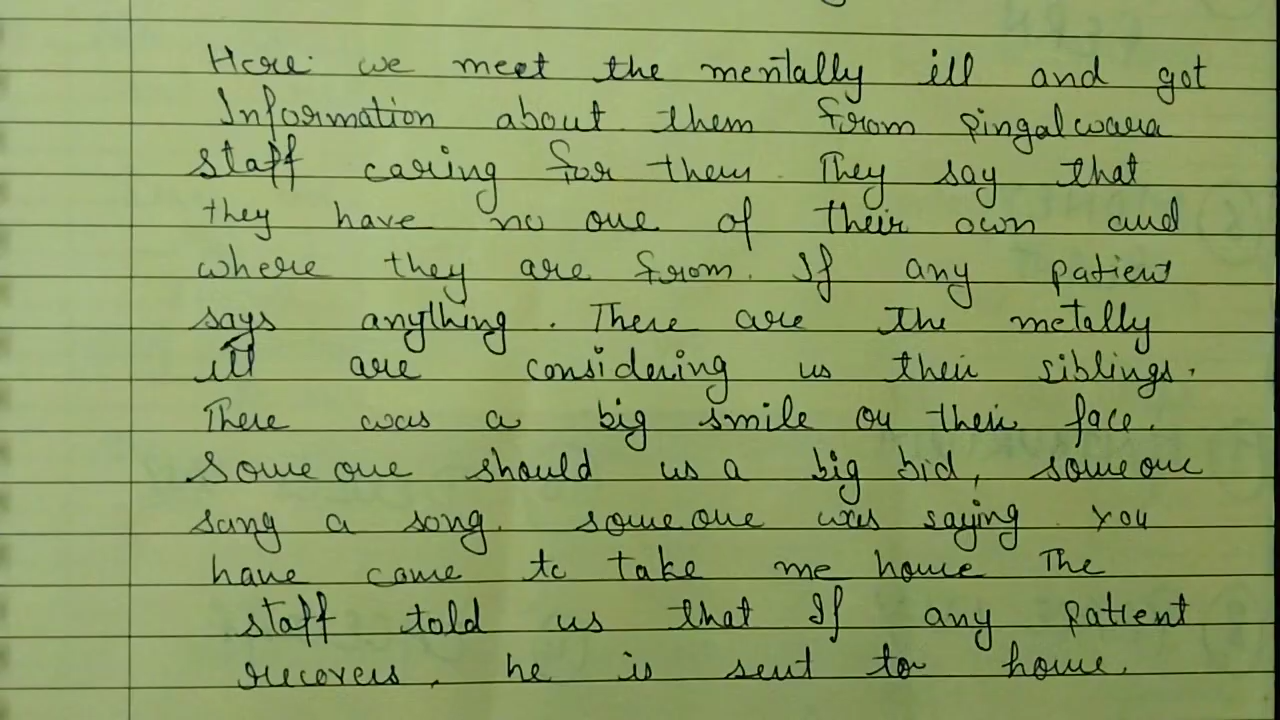 Here we meet the mentally ill and got
Information about them from pingalwara
staff caring for them. They say that
they have no one of their own and
where they are from. If any patient
says anything. There are the metally
ill are considering us their siblings.
There was a big smile on their face.
Some one should us a big bid, someone
sang a song. someone was saying you
have come to take me home The
staff told us that If any patient
recovers, he is sent to home.